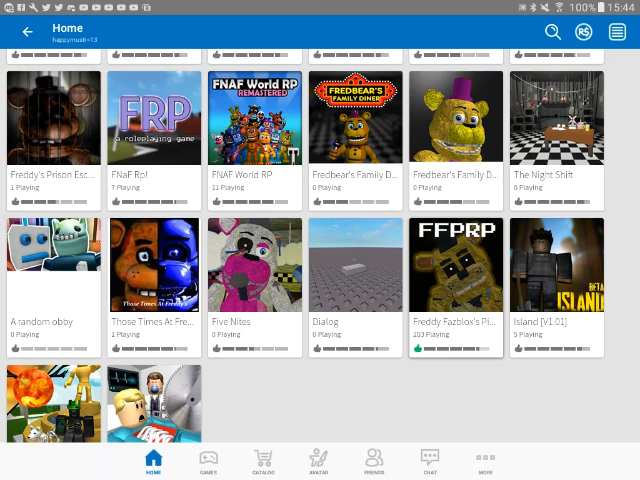 100% 15:44
Home
happymusti<13
FRP
a roleplaying game
FNAF World RP
REMASTERED
FREDBEAR'S
FAMILY DINER
Freddy's Prison Esc...
FNaF Rp!
FNAF World RP
Fredbear's Family D...
Fredbear's Family D...
The Night Shift
1 Playing
7 Playing
11 Playing
0 Playing
0 Playing
0 Playing
Those Times At Freddy's
FFPRP
BETA
ISLAND
A random obby
Those Times At Fre...
Five Nites
Dialog
Freddy Fazblox's Pi...
Island [V1.01]
0 Playing
1 Playing
0 Playing
0 Playing
203 Playing
5 Playing
HOME
GAMES
CATALOG
AVATAR
FRIENDS
CHAT
MORE